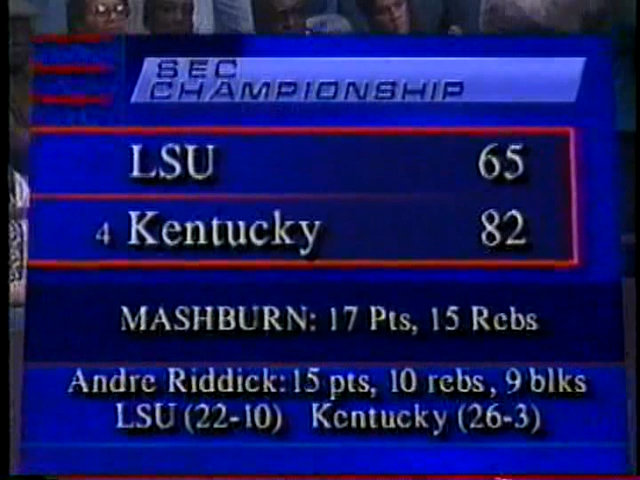 SEC
CHAMPIONSHIP
LSU 65
4 Kentucky 82
MASHBURN: 17 Pts, 15 Rebs
Andre Riddick: 15 pts, 10 rebs, 9 blks
LSU (22-10) Kentucky (26-3)